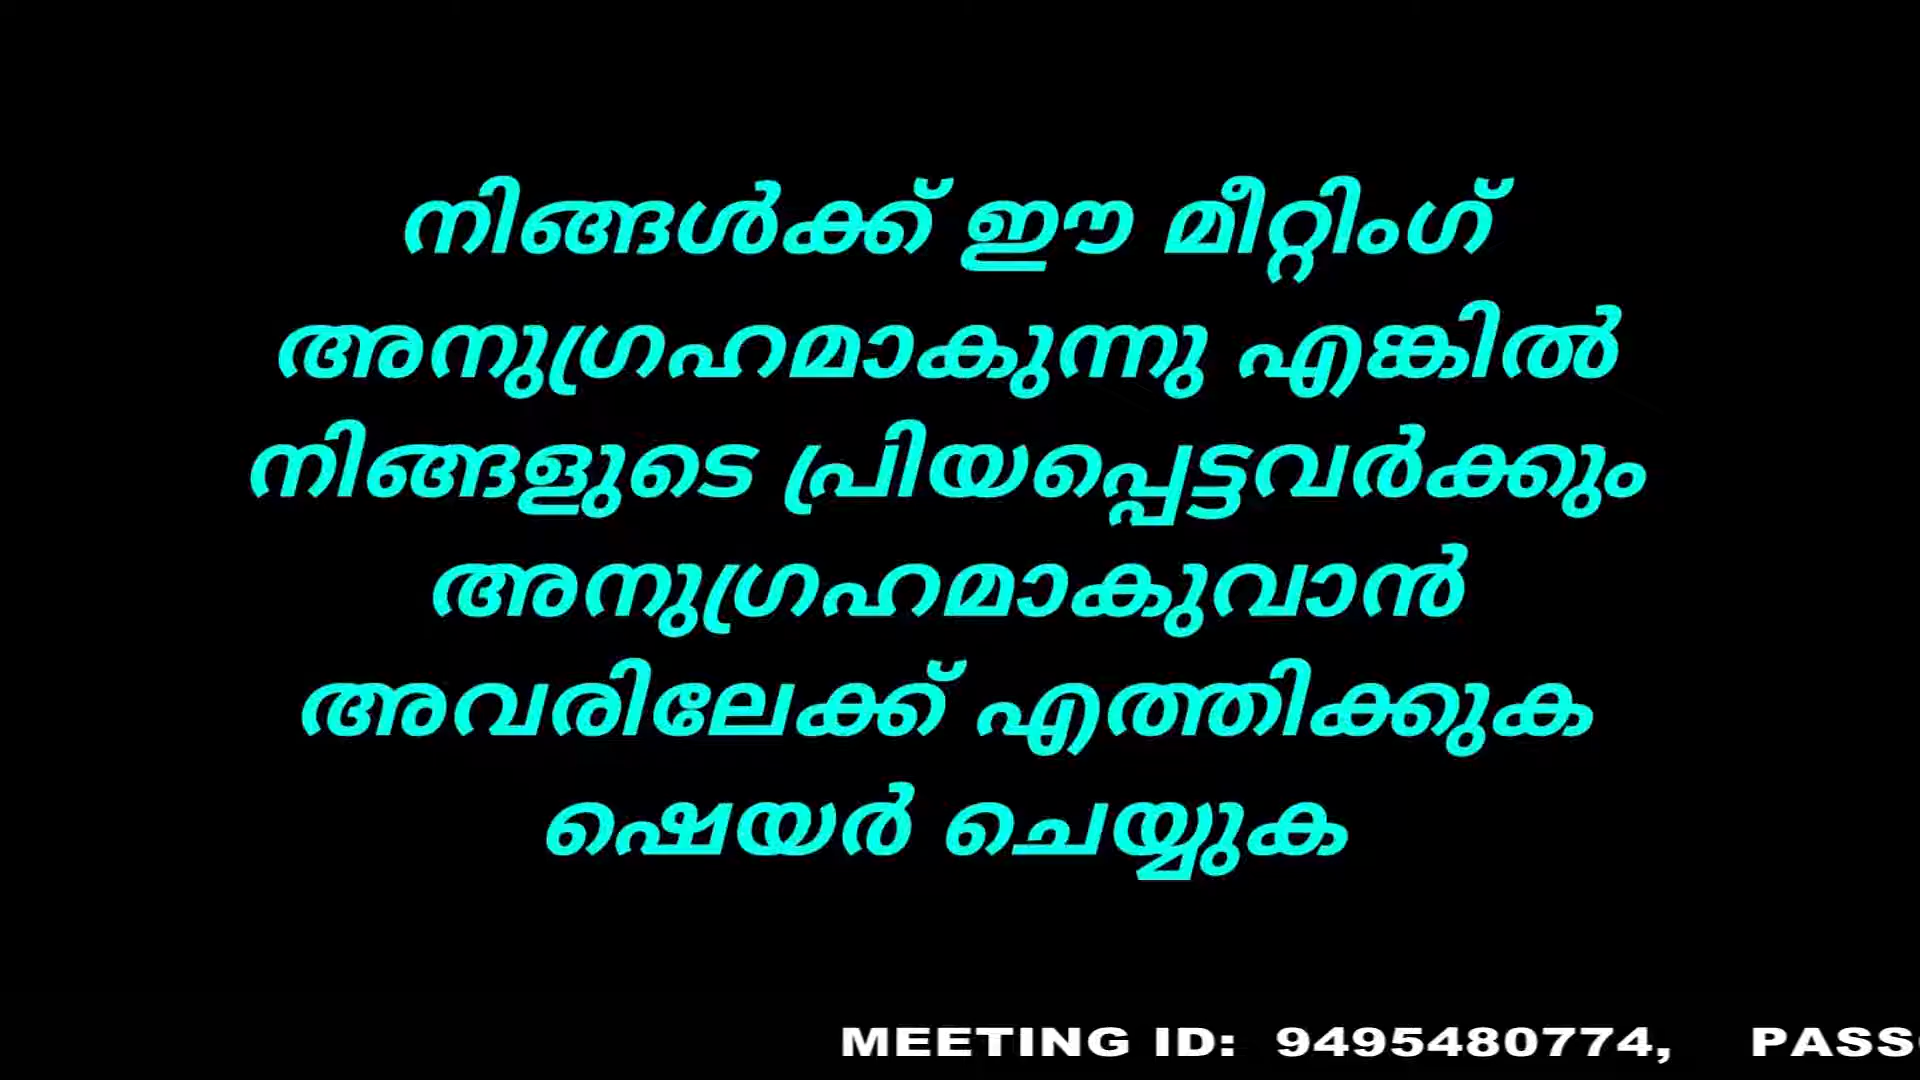 നിങ്ങൾക്ക് ഈ മീറ്റിംഗ്
അനുഗ്രഹമാകുന്നു എങ്കിൽ
നിങ്ങളുടെ പ്രിയപ്പെട്ടവർക്കും
അനുഗ്രഹമാകുവാൻ
അവരിലേക്ക് എത്തിക്കുക
ഷെയർ ചെയ്യുക
MEETING ID: 9495480774,